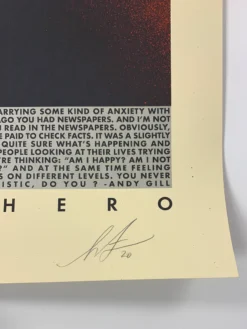 ARRYING SOME KIND OF ANXIETY WITH
GO YOU HAD NEWSPAPERS. AND I'M NOT
U READ IN THE NEWSPAPERS. OBVIOUSLY,
E PAID TO CHECK FACTS, IT WAS A SLIGHTLY
QUITE SURE WHAT'S HAPPENING AND
PEOPLE LOOKING AT THEIR LIVES TRYING
'RE THINKING: "AM I HAPPY? AM I NOT
?" AND AT THE SAME TIME FEELING
S ON DIFFERENT LEVELS. YOU NEVER
ISTIC, DO YOU ? -ANDY GILL
HERO
20